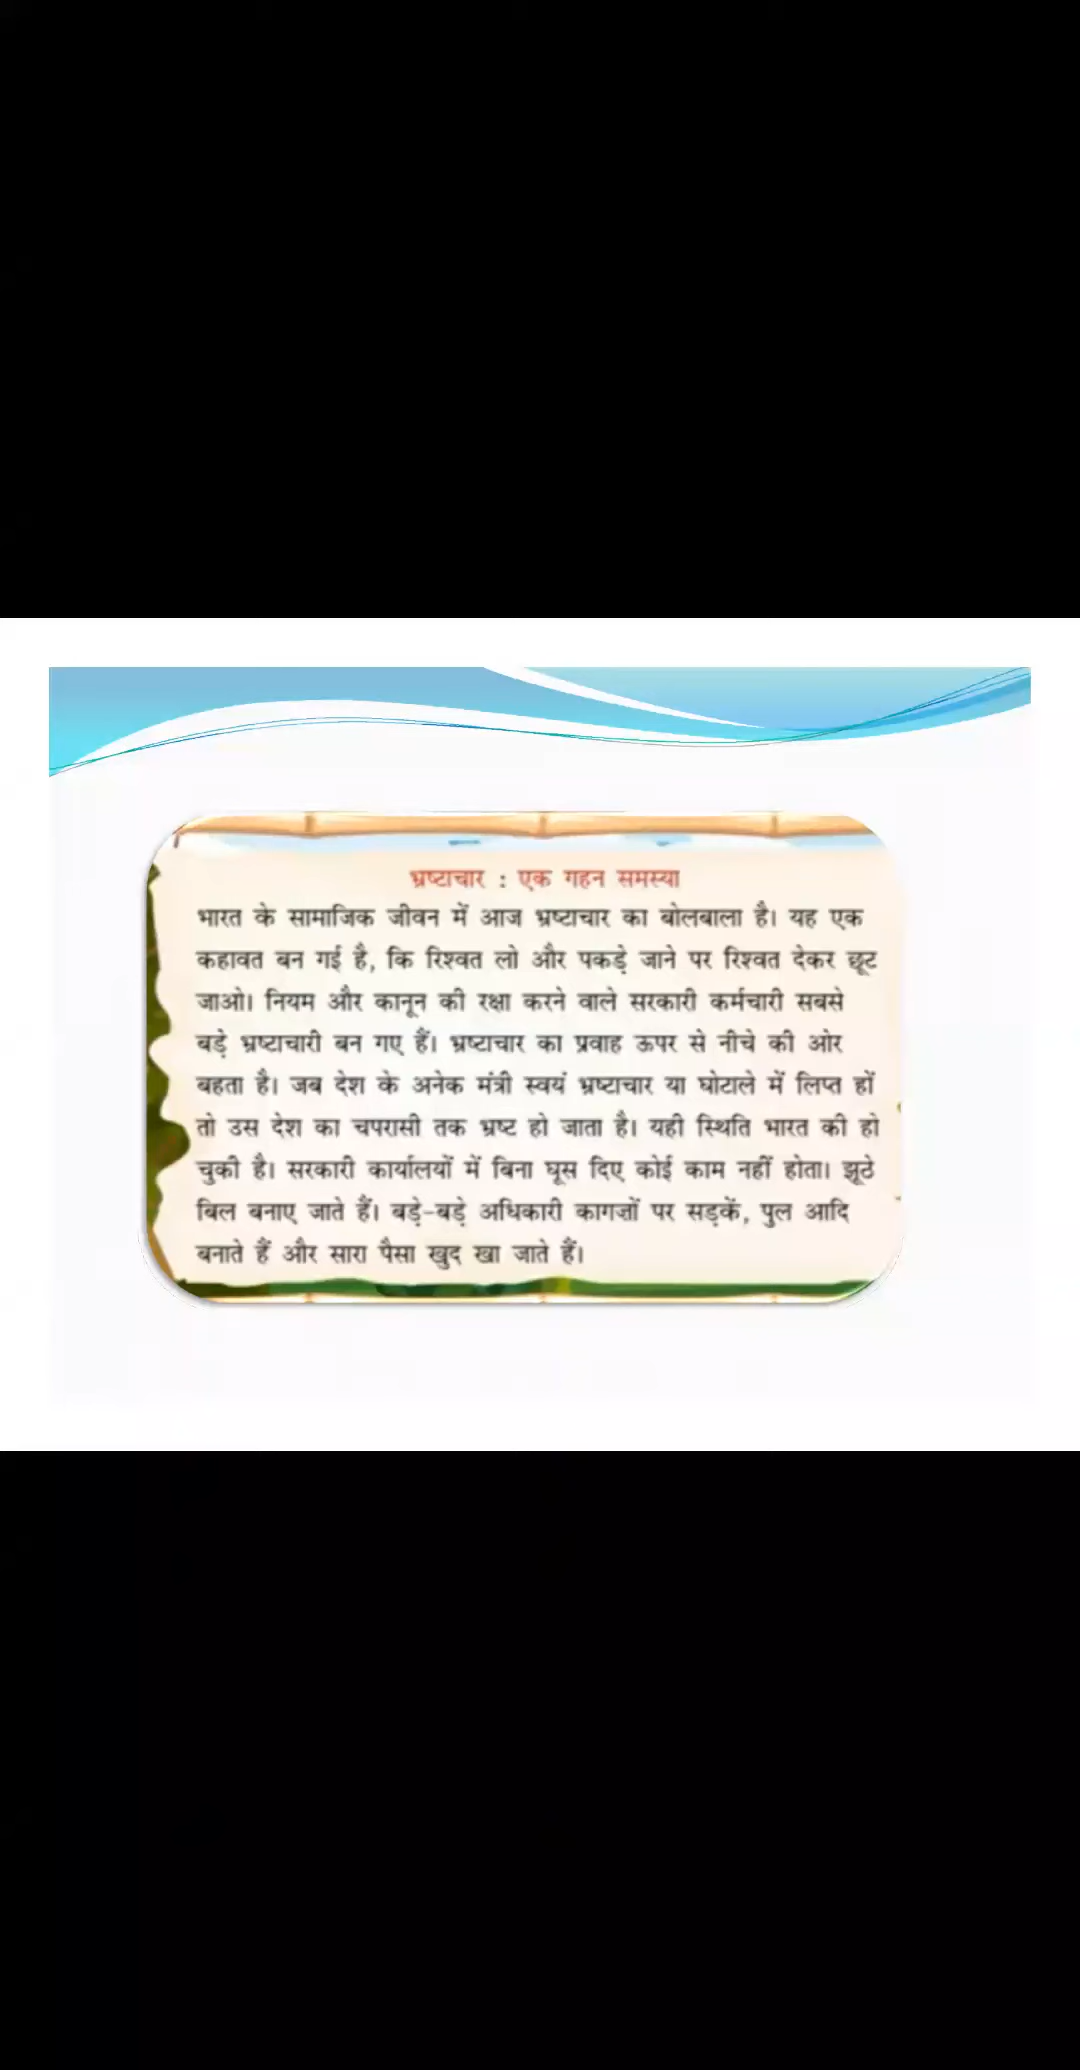 भ्रष्टाचार : एक गहन समस्या
भारत के सामाजिक जीवन में आज भ्रष्टाचार का बोलबाला है। यह एक
कहावत बन गई है, कि रिश्वत लो और पकड़े जाने पर रिश्वत देकर छूट
जाओ। नियम और कानून की रक्षा करने वाले सरकारी कर्मचारी सबसे
बड़े भ्रष्टाचारी बन गए हैं। भ्रष्टाचार का प्रवाह ऊपर से नीचे की ओर
बहता है। जब देश के अनेक मंत्री स्वयं भ्रष्टाचार या घोटाले में लिप्त हों
तो उस देश का चपरासी तक भ्रष्ट हो जाता है। यही स्थिति भारत की हो
चुकी है। सरकारी कार्यालयों में बिना घूस दिए कोई काम नहीं होता। झूठे
बिल बनाए जाते हैं। बड़े-बड़े अधिकारी कागज़ों पर सड़कें, पुल आदि
बनाते हैं और सारा पैसा खुद खा जाते हैं।